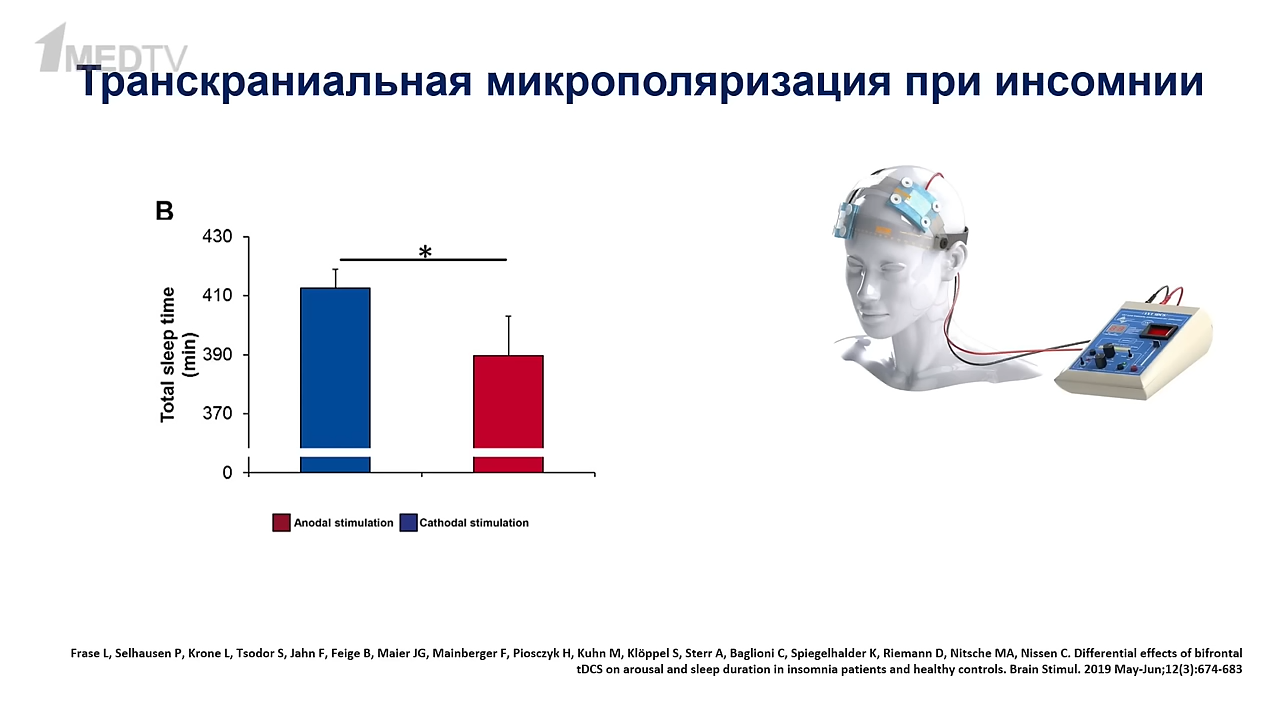 1MEDTV
Транскраниальная микрополяризация при инсомнии
B
430
410
390
370
0
Total sleep time
(min)
*
Anodal stimulation Cathodal stimulation
Frase L, Selhausen P, Krone L, Tsodor S, Jahn F, Feige B, Maier JG, Mainberger F, Piosczyk H, Kuhn M, Klöppel S, Sterr A, Baglioni C, Spiegelhalder K, Riemann D, Nitsche MA, Nissen C. Differential effects of bifrontal
tDCS on arousal and sleep duration in insomnia patients and healthy controls. Brain Stimul. 2019 May-Jun;12(3):674-683